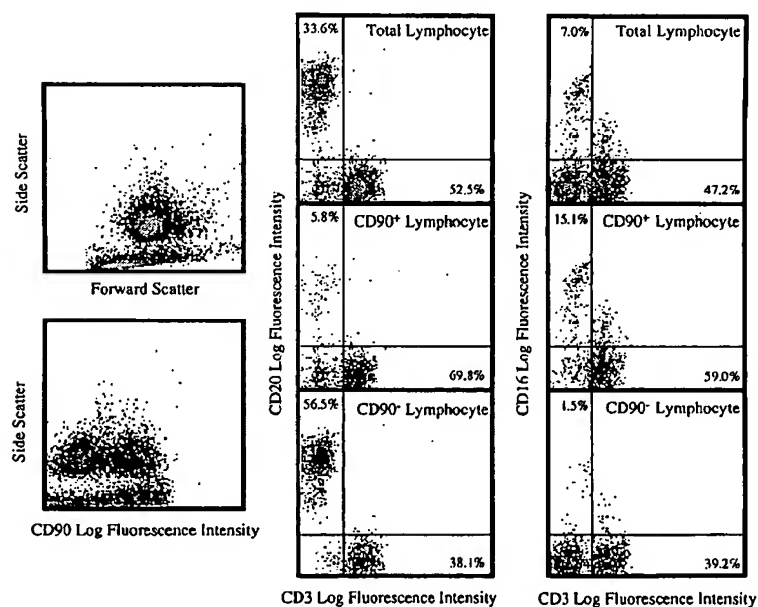 Side Scatter
Forward Scatter
Side Scatter
CD90 Log Fluorescence Intensity
CD20 Log Fluorescence Intensity
33.6% Total Lymphocyte
52.5%
5.8% CD90+ Lymphocyte
69.8%
56.5% CD90- Lymphocyte
38.1%
CD3 Log Fluorescence Intensity
CD16 Log Fluorescence Intensity
7.0% Total Lymphocyte
47.2%
15.1% CD90+ Lymphocyte
59.0%
1.5% CD90- Lymphocyte
39.2%
CD3 Log Fluorescence Intensity